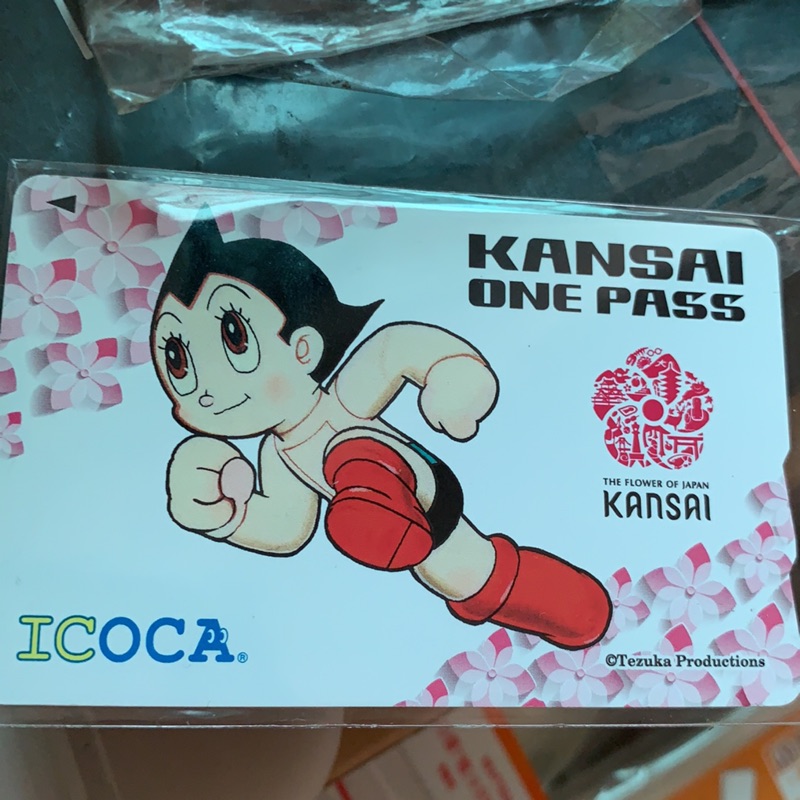 KANSAI
ONE PASS
THE FLOWER OF JAPAN
KANSAI
ICOCA®
©Tezuka Productions